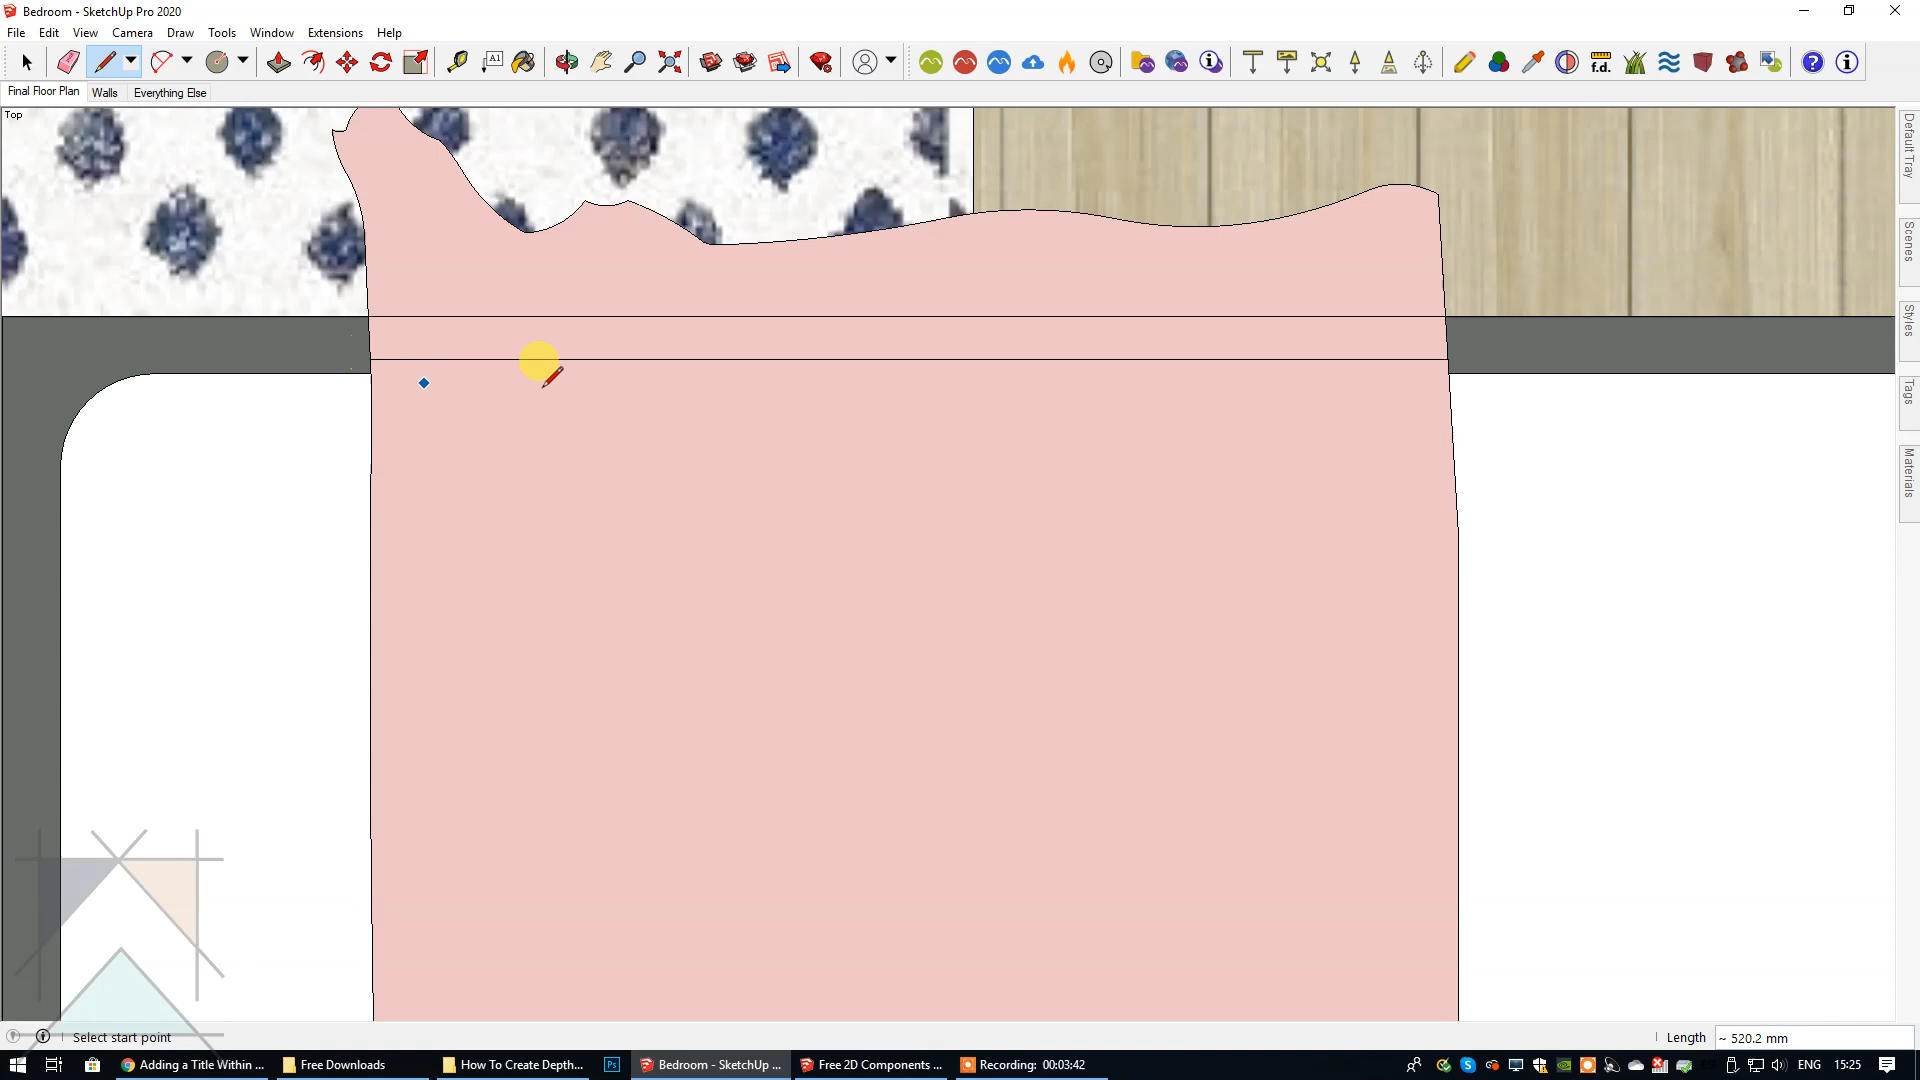 Bedroom - SketchUp Pro 2020
File Edit View Camera Draw Tools Window Extensions Help
A1
f.d.
Final Floor Plan Walls Everything Else
Top
Default Tray
Scenes
Styles
Tags
Materials
Select start point
Length ~ 520.2 mm
Adding a Title Within ...
Free Downloads
How To Create Depth...
Ps
Bedroom - SketchUp ...
Free 2D Components ...
Recording: 00:03:42
ENG 15:25